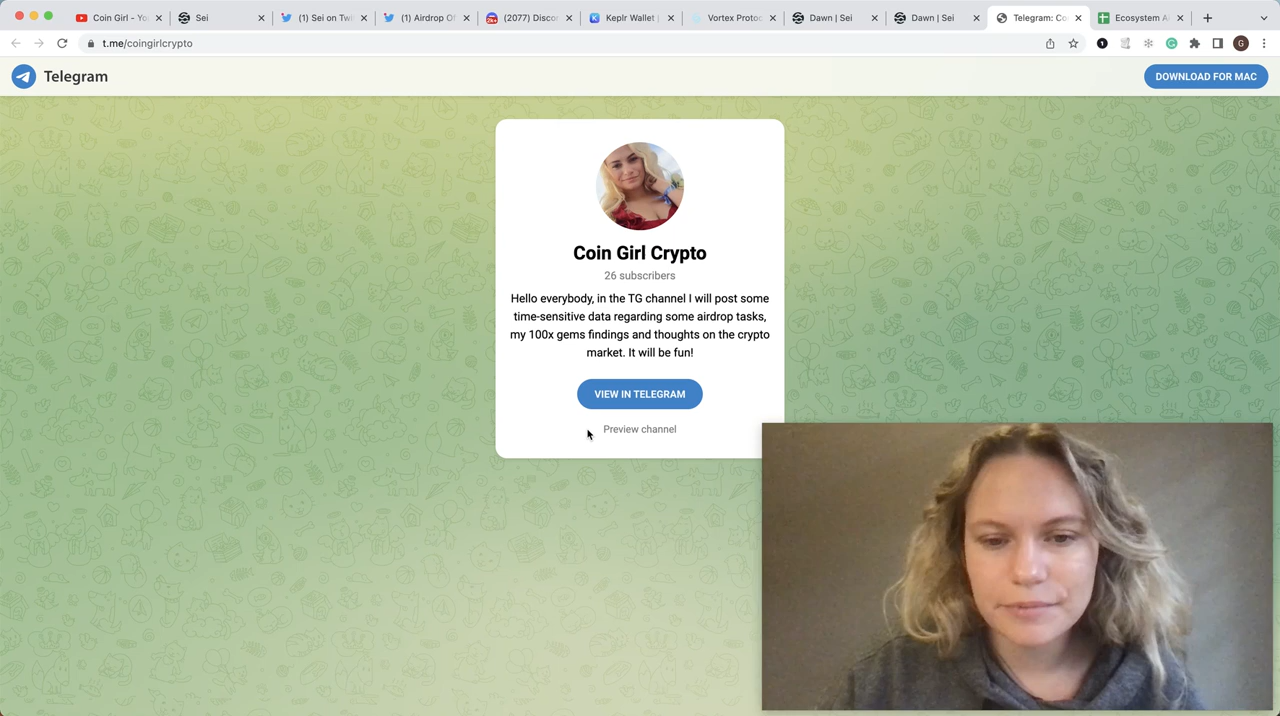 Coin Girl - Yo
Sei
(1) Sei on Twi
(1) Airdrop Of
(2077) Discor
Keplr Wallet |
Vortex Protoc
Dawn | Sei
Dawn | Sei
Telegram: Co
Ecosystem Ai
t.me/coingirlcrypto
Telegram
DOWNLOAD FOR MAC
Coin Girl Crypto
26 subscribers
Hello everybody, in the TG channel I will post some
time-sensitive data regarding some airdrop tasks,
my 100x gems findings and thoughts on the crypto
market. It will be fun!
VIEW IN TELEGRAM
Preview channel